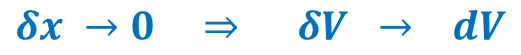 δx → 0 ⇒ δV → dV